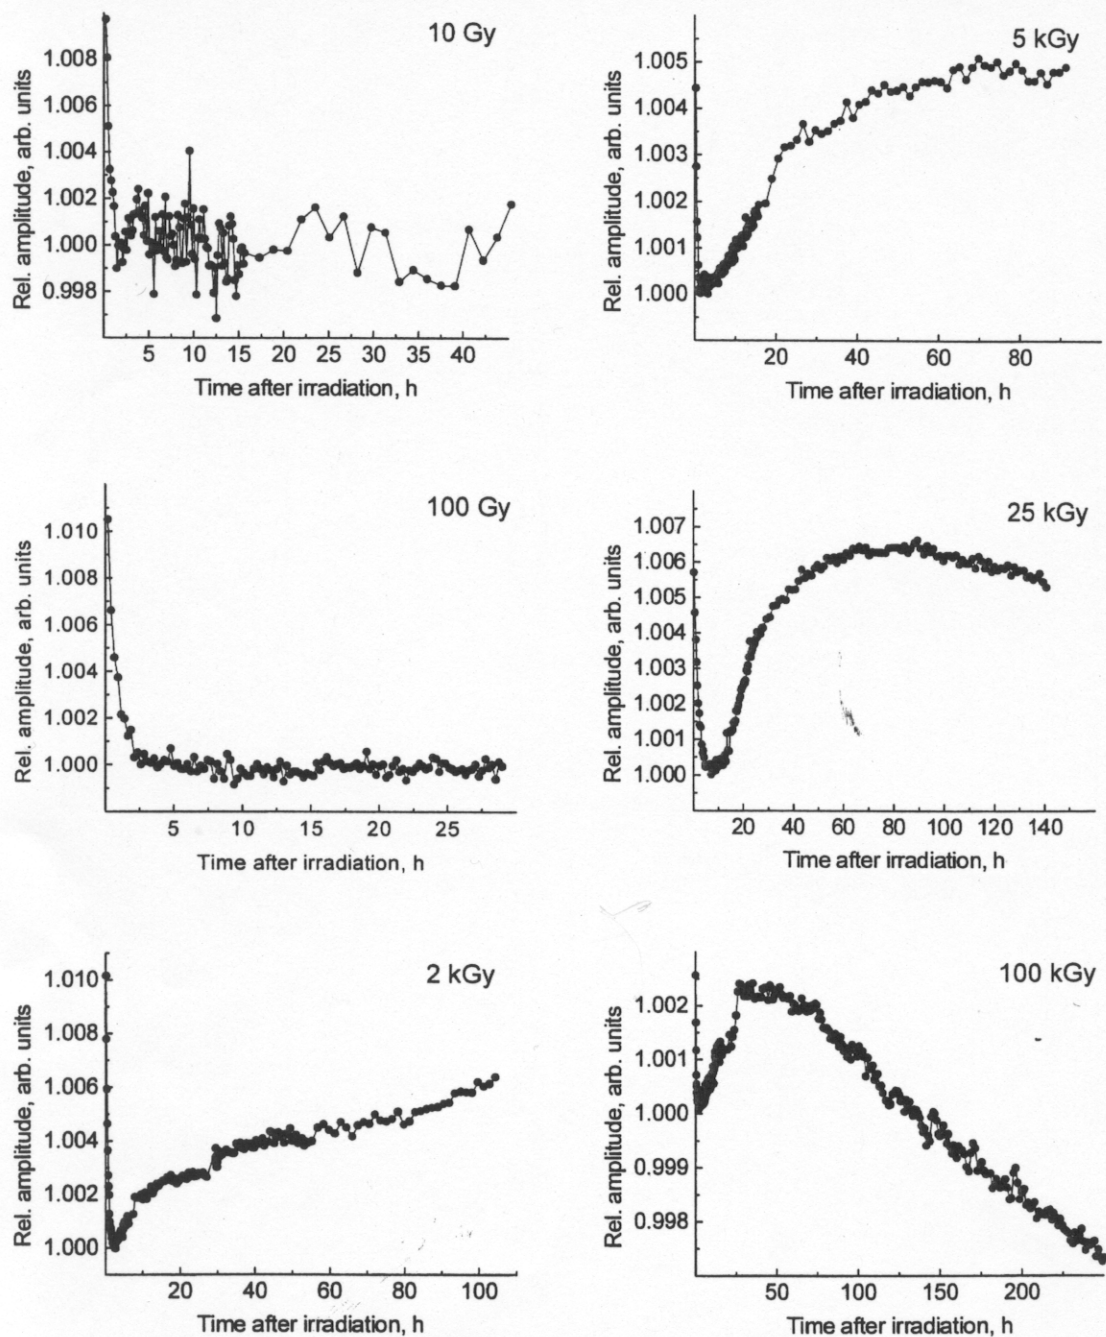 10 Gy
Rel. amplitude, arb. units
1.008
1.006
1.004
1.002
1.000
0.998
5 10 15 20 25 30 35 40
Time after irradiation, h
5 kGy
Rel. amplitude, arb. units
1.005
1.004
1.003
1.002
1.001
1.000
20 40 60 80
Time after irradiation, h
100 Gy
Rel. amplitude, arb. units
1.010
1.008
1.006
1.004
1.002
1.000
5 10 15 20 25
Time after irradiation, h
25 kGy
Rel. amplitude, arb. units
1.007
1.006
1.005
1.004
1.003
1.002
1.001
1.000
20 40 60 80 100 120 140
Time after irradiation, h
2 kGy
Rel. amplitude, arb. units
1.010
1.008
1.006
1.004
1.002
1.000
20 40 60 80 100
Time after irradiation, h
100 kGy
Rel. amplitude, arb. units
1.002
1.001
1.000
0.999
0.998
50 100 150 200
Time after irradiation, h